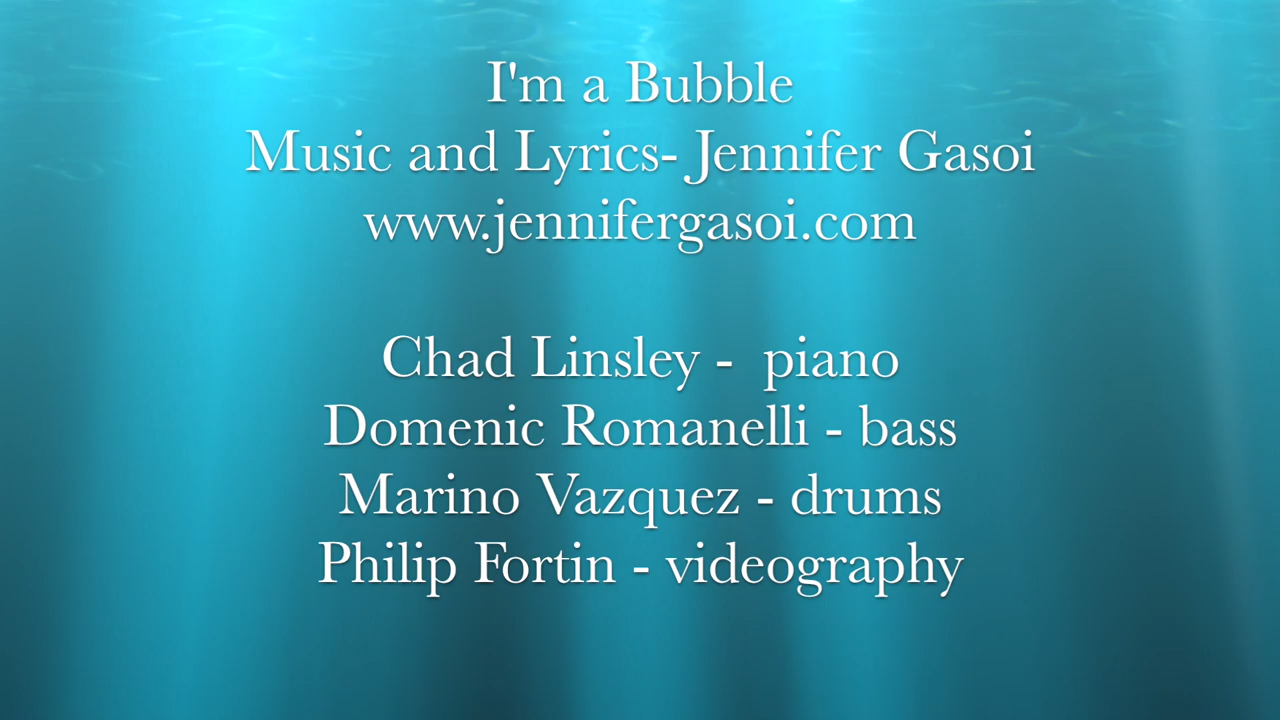 I'm a Bubble
Music and Lyrics- Jennifer Gasoi
www.jennifergasoi.com
Chad Linsley -  piano
Domenic Romanelli - bass
Marino Vazquez - drums
Philip Fortin - videography